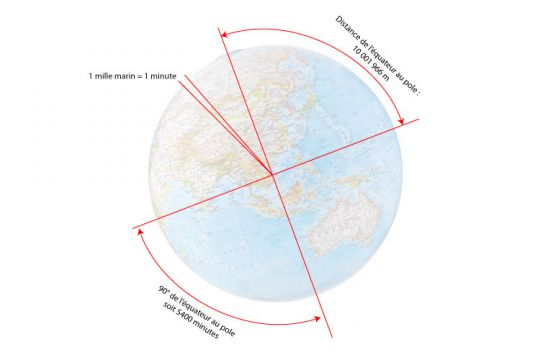 Distance de l'équateur au pole :
10 001 966 m
1 mille marin = 1 minute
90° de l'équateur au pole
soit 5400 minutes